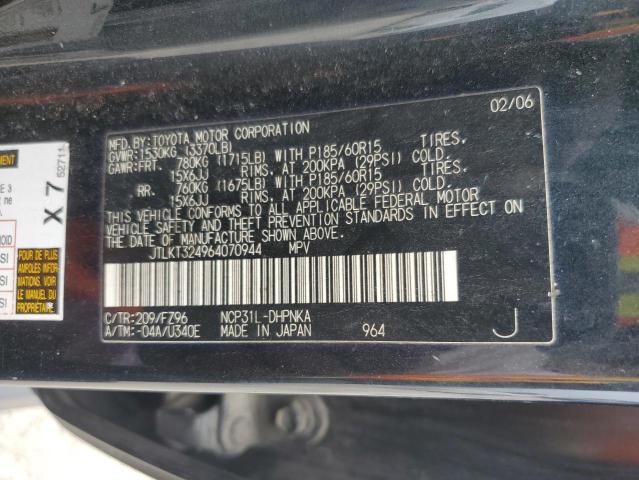 02/06
MFD. BY: TOYOTA MOTOR CORPORATION
GVWR: 1530KG (3370LB)
GAWR: FRT. 780KG (1715LB) WITH P185/60R15 TIRES,
15X6JJ RIMS, AT 200KPA (29PSI) COLD.
RR. 760KG (1675LB) WITH P185/60R15 TIRES,
15X6JJ RIMS, AT 200KPA (29PSI) COLD.
THIS VEHICLE CONFORMS TO ALL APPLICABLE FEDERAL MOTOR
VEHICLE SAFETY AND THEFT PREVENTION STANDARDS IN EFFECT ON
THE DATE OF MANUFACTURE SHOWN ABOVE.
JTLKT324964070944 MPV
C/TR: 209/FZ96 NCP31L-DHPNKA
A/TM: -04A/U340E MADE IN JAPAN 964 J
X 7
52711
POUR DE PLUS
AMPLES INFOR-
MATIONS,
LIRE LE MANUEL
DU
PROPRIÉTAIRE.